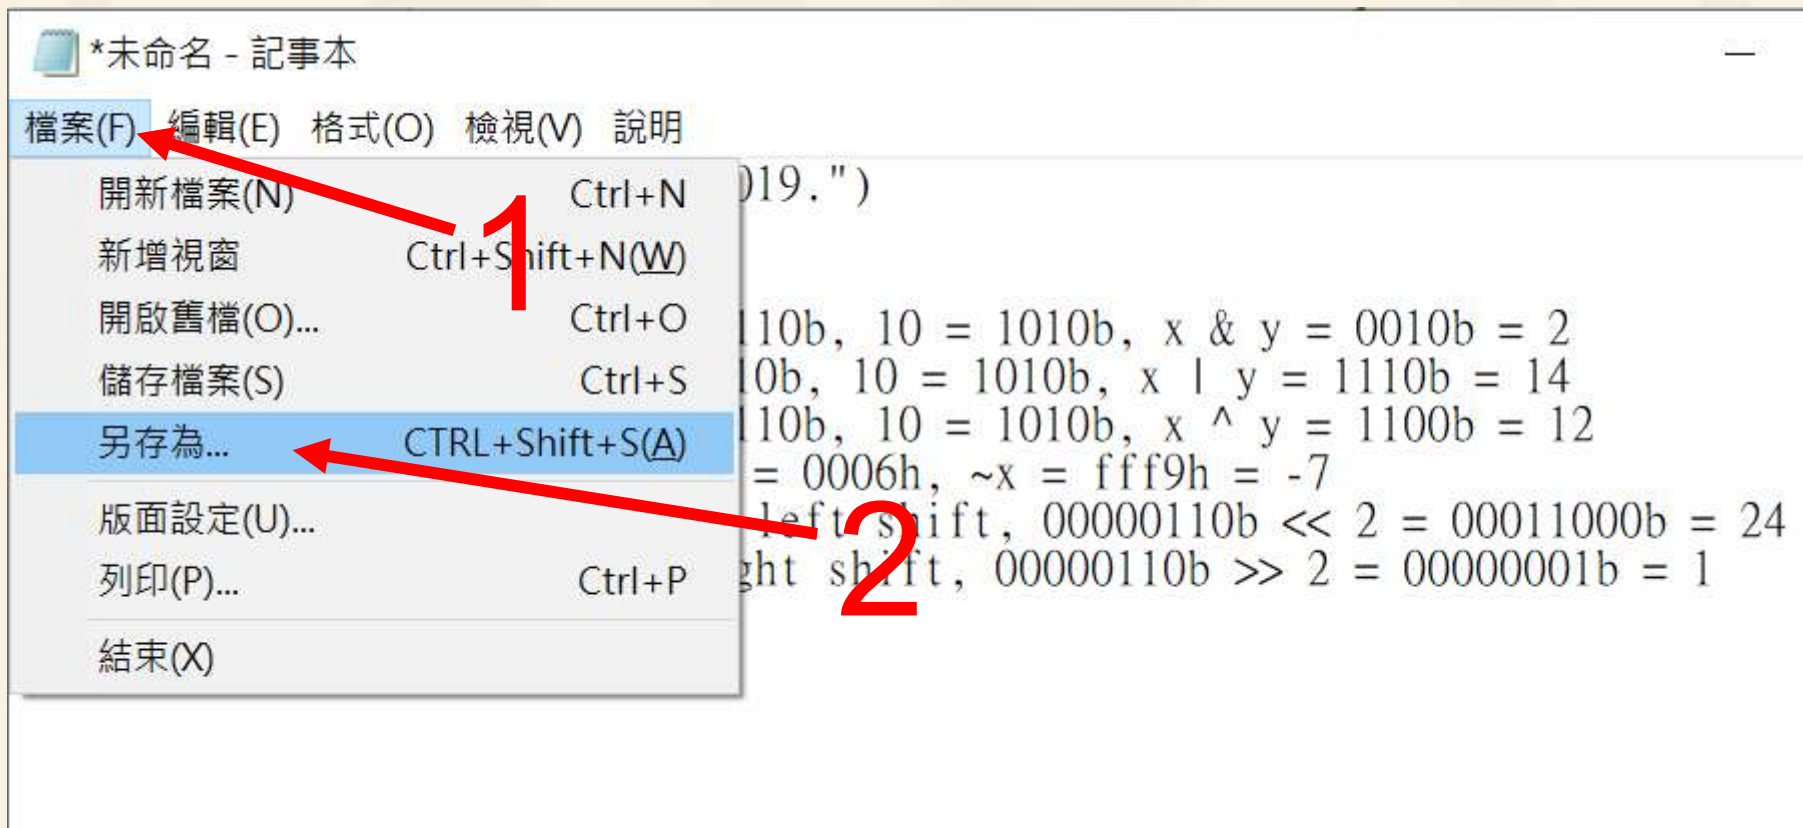 *未命名 - 記事本
檔案(F) 編輯(E) 格式(O) 檢視(V) 說明
開新檔案(N) Ctrl+N
新增視窗 Ctrl+Shift+N(W)
開啟舊檔(O)... Ctrl+O
儲存檔案(S) Ctrl+S
另存為... CTRL+Shift+S(A)
版面設定(U)...
列印(P)... Ctrl+P
結束(X)
1
2
019.")
110b, 10 = 1010b, x & y = 0010b = 2
10b, 10 = 1010b, x | y = 1110b = 14
110b, 10 = 1010b, x ^ y = 1100b = 12
= 0006h, ~x = fff9h = -7
left shift, 00000110b << 2 = 00011000b = 24
ght shift, 00000110b >> 2 = 00000001b = 1